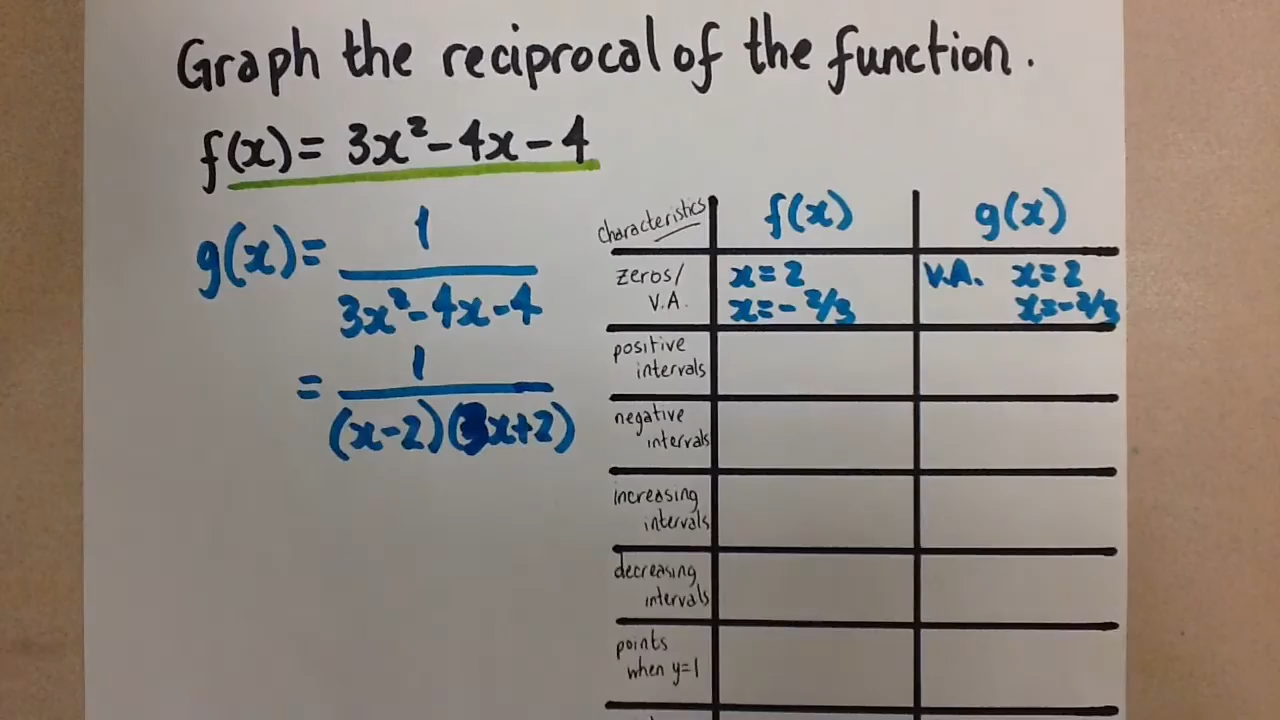 Graph the reciprocal of the function.
f(x) = 3x² - 4x - 4
g(x) = 1 / 3x² - 4x - 4
= 1 / (x-2)(3x+2)
characteristics f(x) g(x)
zeros/ x = 2 V.A. x = 2
V.A. x = -2/3 x = -2/3
positive
intervals
negative
intervals
increasing
intervals
decreasing
intervals
points
when y=1